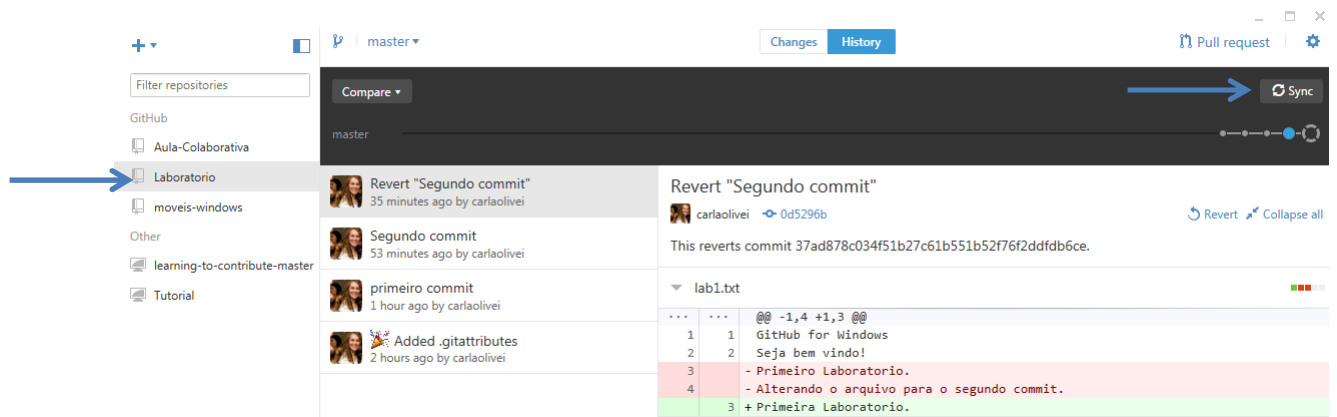 master
Changes
History
Pull request
Filter repositories
GitHub
Aula-Colaborativa
Laboratorio
moveis-windows
Other
learning-to-contribute-master
Tutorial
Compare
Sync
master
Revert "Segundo commit"
35 minutes ago by carlaolivei
Segundo commit
53 minutes ago by carlaolivei
primeiro commit
1 hour ago by carlaolivei
Added .gitattributes
2 hours ago by carlaolivei
Revert "Segundo commit"
carlaolivei 0d5296b
Revert Collapse all
This reverts commit 37ad878c034f51b27c61b551b52f76f2ddfdb6ce.
lab1.txt
... ... @@ -1,4 +1,3 @@
1 1 GitHub for Windows
2 2 Seja bem vindo!
3 - Primeiro Laboratorio.
4 - Alterando o arquivo para o segundo commit.
3 + Primeira Laboratorio.